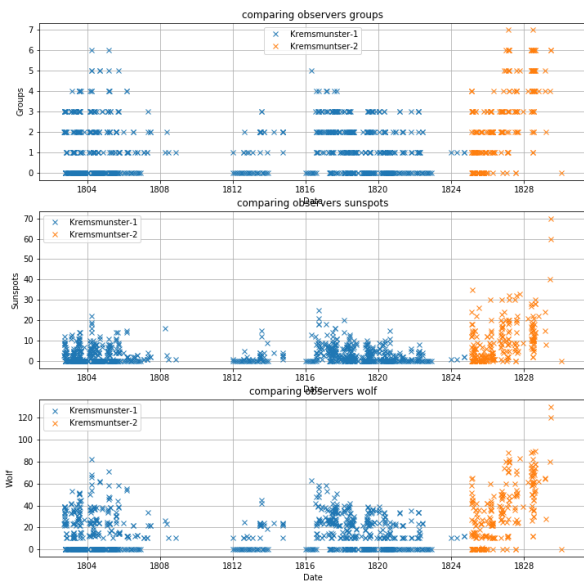 comparing observers groups
7
6
5
4
3
2
1
0
Groups
Kremsmunster-1
Kremsmuntser-2
1804
1808
1812
1816
1820
1824
1828
Date
comparing observers sunspots
70
60
50
40
30
20
10
0
Sunspots
Kremsmunster-1
Kremsmuntser-2
1804
1808
1812
1816
1820
1824
1828
Date
comparing observers wolf
120
100
80
60
40
20
0
Wolf
Kremsmunster-1
Kremsmuntser-2
1804
1808
1812
1816
1820
1824
1828
Date